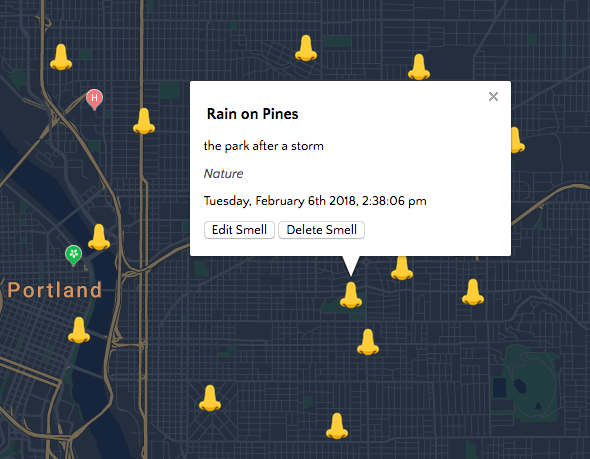 H
×
Rain on Pines
the park after a storm
Nature
Tuesday, February 6th 2018, 2:38:06 pm
Edit Smell Delete Smell
Portland